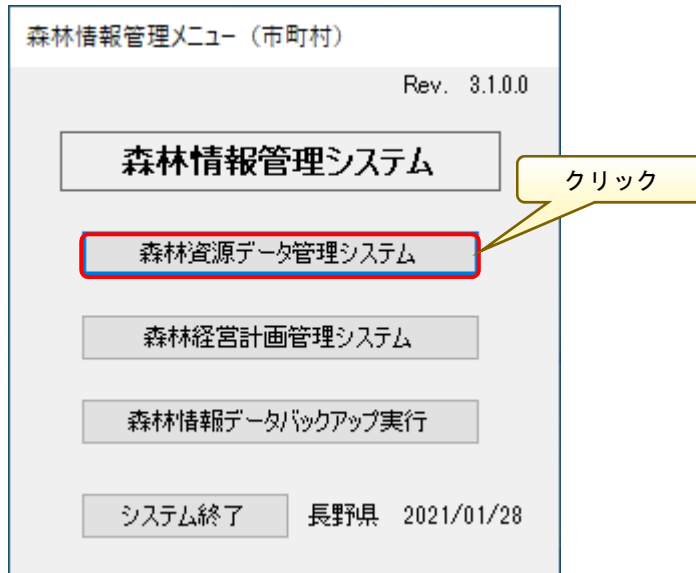 森林情報管理メニュー（市町村）
Rev. 3.1.0.0
森林情報管理システム
クリック
森林資源データ管理システム
森林経営計画管理システム
森林情報データバックアップ実行
システム終了 長野県 2021/01/28